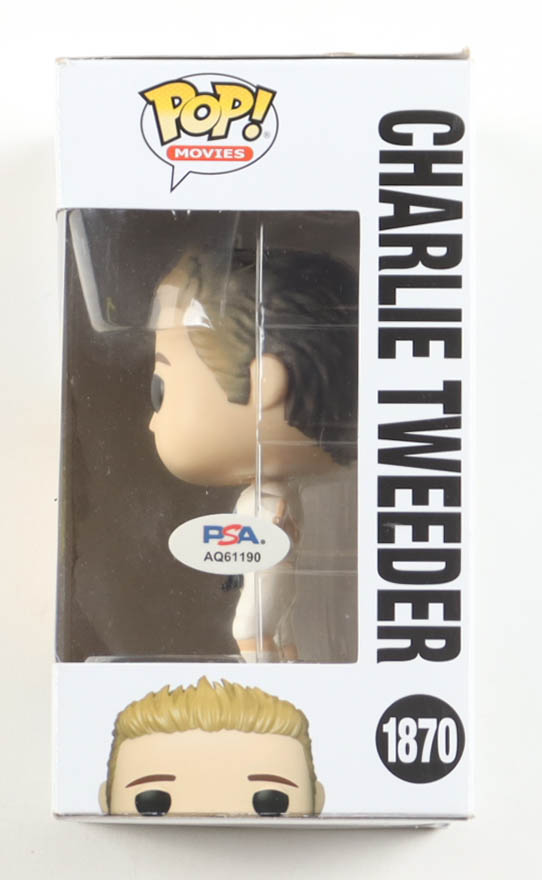 POP!
MOVIES
CHARLIE TWEEDER
PSA
AQ61190
1870